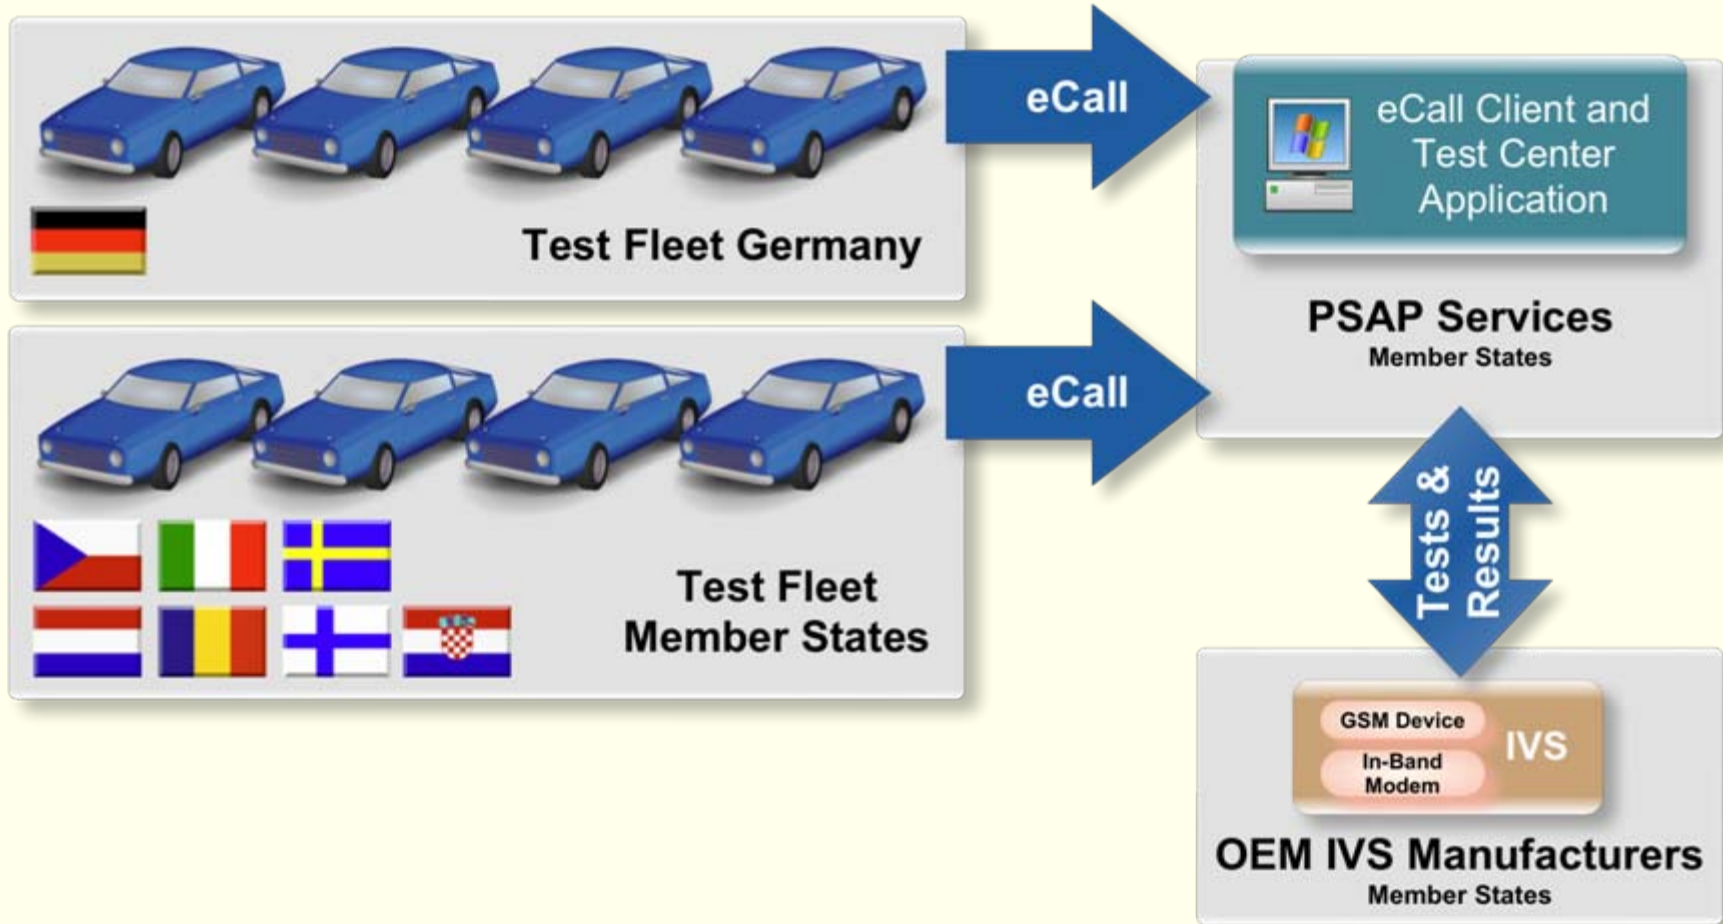 eCall
Test Fleet Germany
eCall Client and
Test Center
Application
PSAP Services
Member States
eCall
Test Fleet
Member States
Tests &
Results
GSM Device
In-Band
Modem
IVS
OEM IVS Manufacturers
Member States